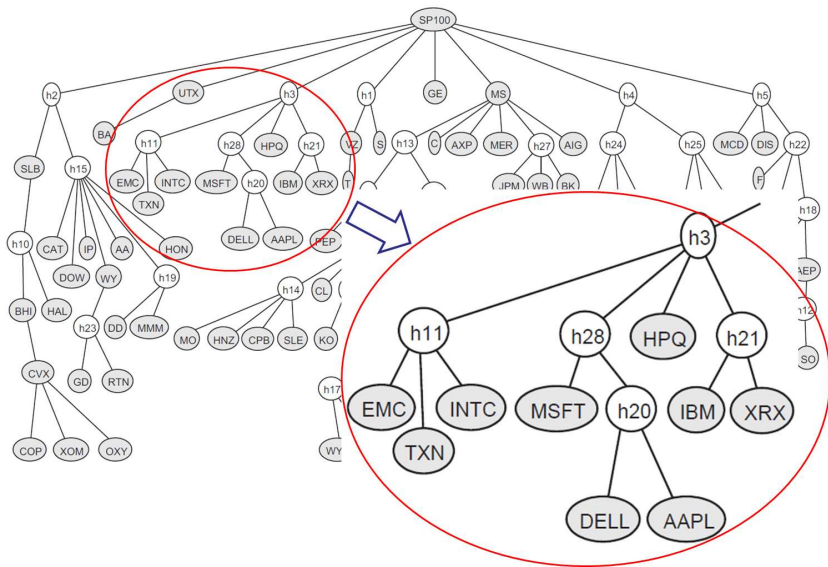 SP100
h2
UTX
h3
h1
GE
MS
h4
h5
BA
h11
h28
HPQ
h21
VZ
S
h13
C
AXP
MER
h27
AIG
h24
h25
MCD
DIS
h22
SLB
h15
EMC
INTC
TXN
MSFT
h20
IBM
XRX
T
JPM
WB
BK
F
h18
DELL
AAPL
PEP
h10
CAT
IP
AA
HON
DOW
WY
h19
AEP
BHI
HAL
h23
DD
MMM
h14
CL
MO
HNZ
CPB
SLE
KO
h12
SO
CVX
GD
RTN
h17
COP
XOM
OXY
WY
h3
h11
h28
HPQ
h21
EMC
INTC
MSFT
h20
IBM
XRX
TXN
DELL
AAPL